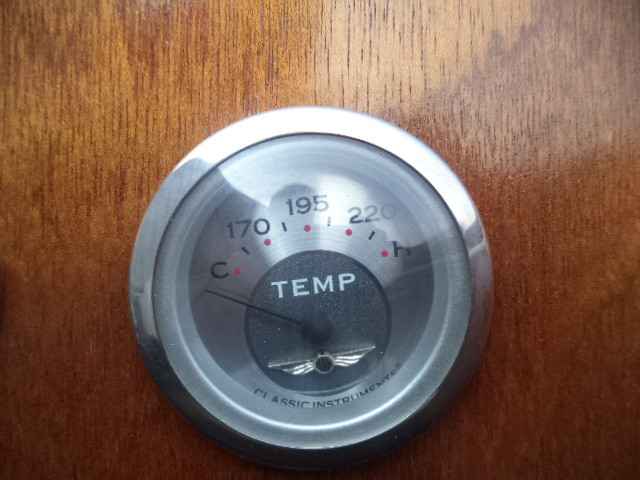 170 195 220
C H
TEMP
CLASSIC INSTRUMENTS